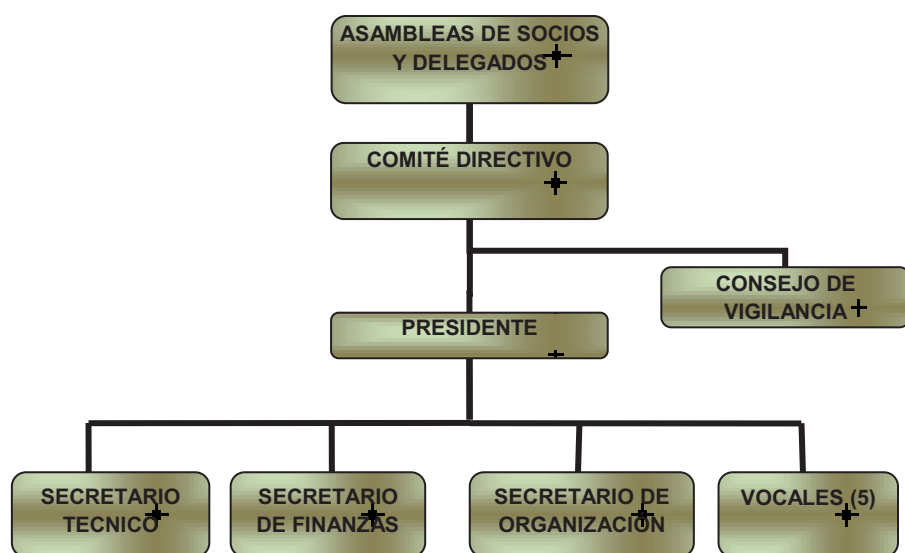 ASAMBLEAS DE SOCIOS
Y DELEGADOS
COMITÉ DIRECTIVO
CONSEJO DE
VIGILANCIA
PRESIDENTE
SECRETARIO
TECNICO
SECRETARIO
DE FINANZAS
SECRETARIO DE
ORGANIZACIÓN
VOCALES (5)